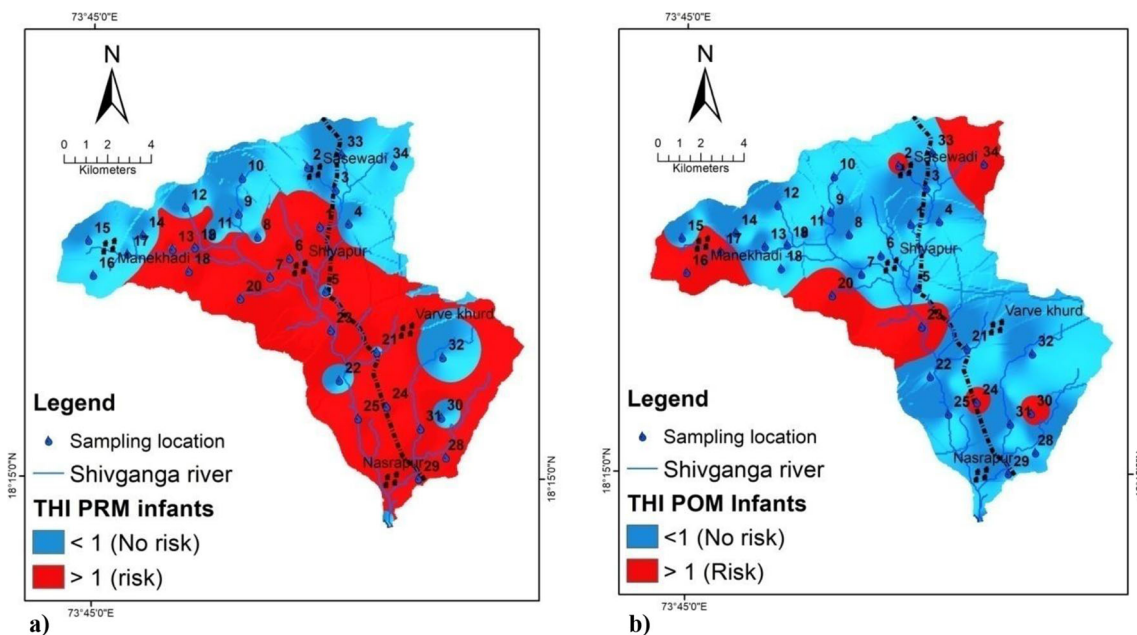 73°45'0"E
N
0 1 2 4
Kilometers
33
2
Sasewadi
34
3
10
12
9
4
15
14
11
8
17
13
19
6
Shivapur
16
Manekhadi
18
7
5
20
23
Varve khurd
21
32
22
24
25
30
31
28
Nasrapur
29
Legend
Sampling location
Shivganga river
THI PRM infants
< 1 (No risk)
> 1 (risk)
18°15'0"N
73°45'0"E
a)
73°45'0"E
N
0 1 2 4
Kilometers
33
2
Sasewadi
34
3
10
12
9
4
15
14
11
8
17
13
19
6
Shivapur
16
Manekhadi
18
7
5
20
23
Varve khurd
21
32
22
24
25
30
31
28
Nasrapur
29
Legend
Sampling location
Shivganga river
THI POM Infants
<1 (No risk)
> 1 (Risk)
18°15'0"N
73°45'0"E
b)